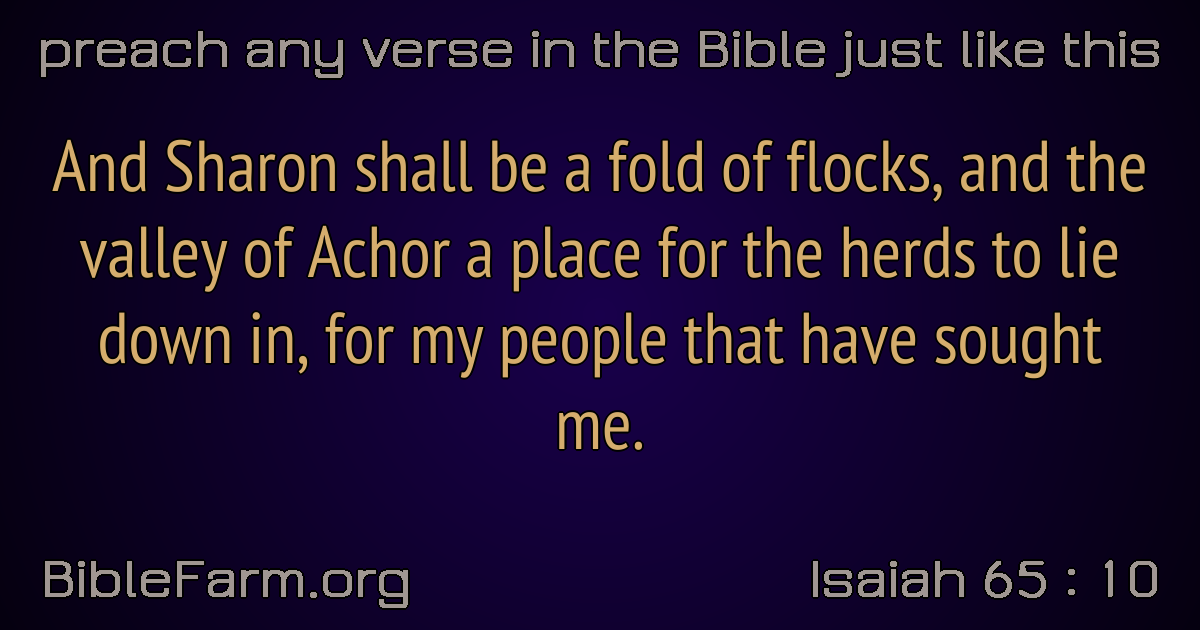 preach any verse in the Bible just like this
And Sharon shall be a fold of flocks, and the
valley of Achor a place for the herds to lie
down in, for my people that have sought
me.
BibleFarm.org
Isaiah 65 : 10